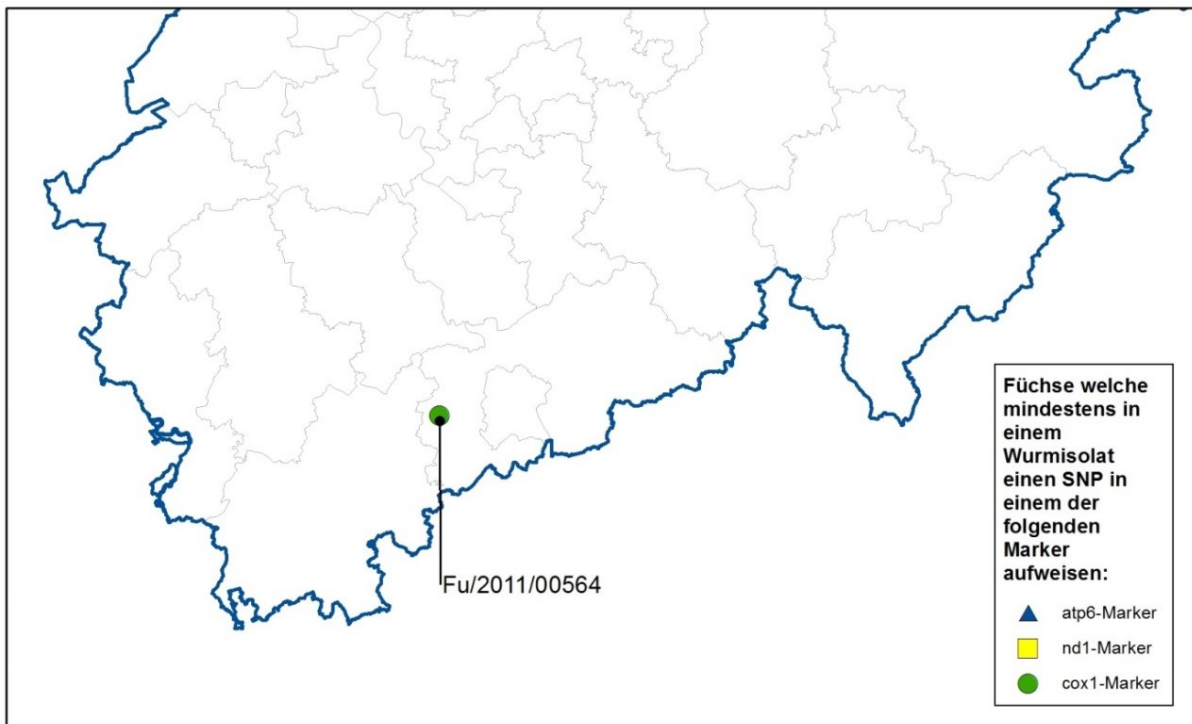 Fu/2011/00564
Füchse welche
mindestens in
einem
Wurmisolat
einen SNP in
einem der
folgenden
Marker
aufweisen:
atp6-Marker
nd1-Marker
cox1-Marker